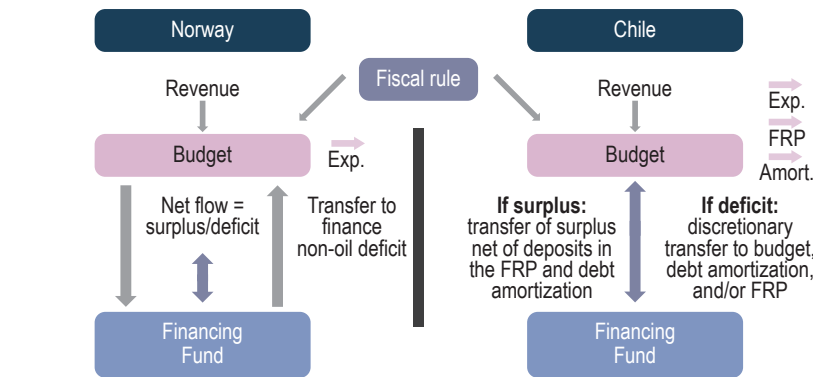 Norway
Chile
Fiscal rule
Revenue
Revenue
Exp.
FRP
Amort.
Budget
Exp.
Budget
Net flow =
surplus/deficit
Transfer to
finance
non-oil deficit
If surplus:
transfer of surplus
net of deposits in
the FRP and debt
amortization
If deficit:
discretionary
transfer to budget,
debt amortization,
and/or FRP
Financing
Fund
Financing
Fund